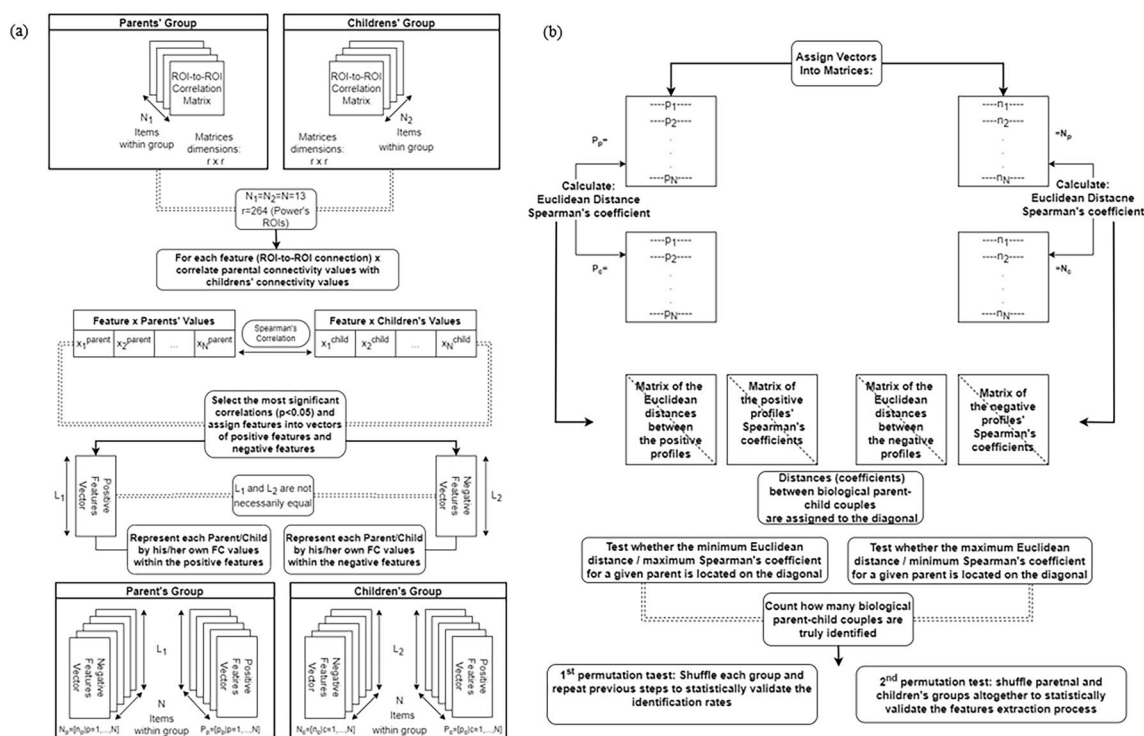 (a)
Parents' Group
ROI-to-ROI
Correlation
Matrix
N1
Items
within group
Matrices
dimensions:
r x r
Childrens' Group
ROI-to-ROI
Correlation
Matrix
N2
Items
within group
Matrices
dimensions:
r x r
N1=N2=N=13
r=264 (Power's
ROIs)
For each feature (ROI-to-ROI connection) x
correlate parental connectivity values with
childrens' connectivity values
Feature x Parents' Values
x1parent x2parent ... xNparent
Spearman's
Correlation
Feature x Children's Values
x1child x2child ... xNchild
Select the most significant
correlations (p<0.05) and
assign features into vectors
of positive features and
negative features
L1
Positive
Features
Vector
L1 and L2 are not
necessarily equal
Negative
Features
Vector
L2
Represent each Parent/Child
by his/her own FC values
within the positive features
Represent each Parent/Child
by his/her own FC values
within the negative features
Parent's Group
Negative
Features
Vector
L1
Positive
Featires
Vector
N
Items
within group
Np=[np|p=1,...,N]
Pp=[pp|p=1,...,N]
Children's Group
Negative
Features
Vector
L2
Positive
Features
Vector
N
Items
within group
Nc=[nc|c=1,...,N]
Pc=[pc|c=1,...,N]
(b)
Assign Vectors
Into Matrices:
Pp=
----p1----
----p2----
.
.
.
----pN----
----n1----
----n2----
.
.
.
----nN----
=Np
Calculate:
Euclidean Distance
Spearman's coefficient
Calculate:
Euclidean Distacne
Spearman's coefficient
Pc=
----p1----
----p2----
.
.
.
----pN----
----n1----
----n2----
.
.
.
----nN----
=Nc
Matrix of the
Euclidean
distances
between
the positive
profiles
Matrix of
the positive
profiles'
Spearman's
coefficients
Matrix of the
Euclidean
distances
between
the negative
profiles
Matrix of
the negative
profiles'
Spearman's
coefficients
Distances (coefficients)
between biological parent-
child couples
are assigned to the diagonal
Test whether the minimum Euclidean
distance / maximum Spearman's coefficient
for a given parent is located on the diagonal
Test whether the maximum Euclidean
distance / minimum Spearman's coefficient
for a given parent is located on the diagonal
Count how many biological
parent-child couples are
truly identified
1st permutation taest: Shuffle each group and
repeat previous steps to statistically validate the
identification rates
2nd permutation test: shuffle paretnal and
children's groups altogether to statistically
validate the features extraction process